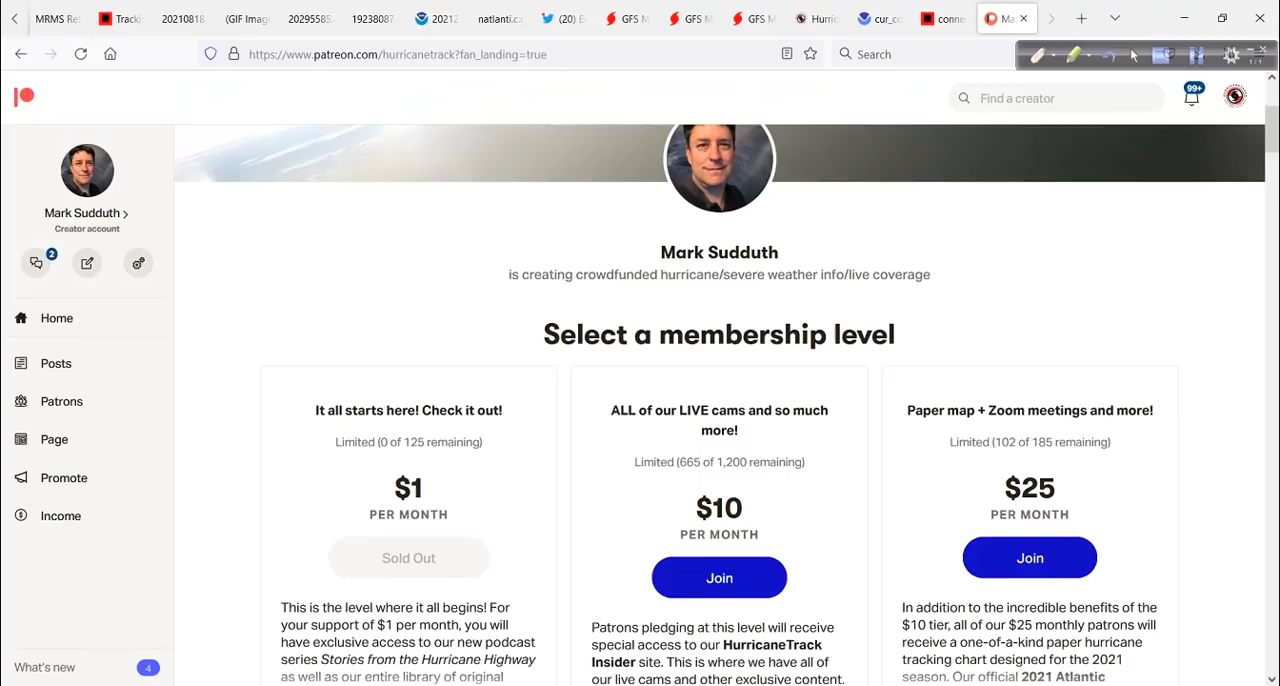 MRMS Re
Tracki
20210818
(GIF Imag
20295585
19238087
20212
natlanti.c
(20) E
GFS M
GFS M
GFS M
Hurric
cur_co
conne
Ma
https://www.patreon.com/hurricanetrack?fan_landing=true
Search
1/1
Find a creator
99+
Mark Sudduth
Creator account
2
Home
Posts
Patrons
Page
Promote
Income
What's new
4
Mark Sudduth
is creating crowdfunded hurricane/severe weather info/live coverage
Select a membership level
It all starts here! Check it out!
Limited (0 of 125 remaining)
$1
PER MONTH
Sold Out
This is the level where it all begins! For
your support of $1 per month, you will
have exclusive access to our new podcast
series Stories from the Hurricane Highway
as well as our entire library of original
ALL of our LIVE cams and so much
more!
Limited (665 of 1,200 remaining)
$10
PER MONTH
Join
Patrons pledging at this level will receive
special access to our HurricaneTrack
Insider site. This is where we have all of
our live cams and other exclusive content.
Paper map + Zoom meetings and more!
Limited (102 of 185 remaining)
$25
PER MONTH
Join
In addition to the incredible benefits of the
$10 tier, all of our $25 monthly patrons will
receive a one-of-a-kind paper hurricane
tracking chart designed for the 2021
season. Our official 2021 Atlantic